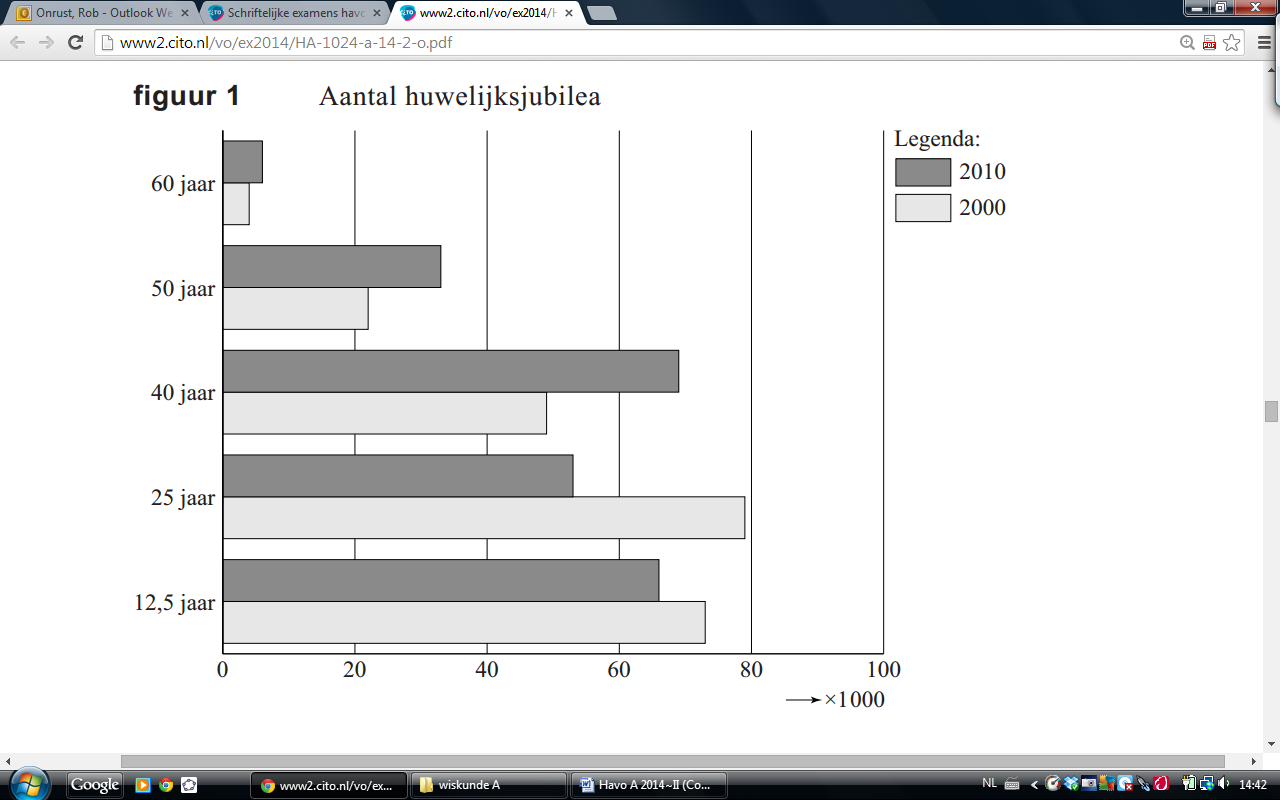 Onrust, Rob - Outlook We
Schriftelijke examens havo
www2.cito.nl/vo/ex2014/H
www2.cito.nl/vo/ex2014/HA-1024-a-14-2-o.pdf
figuur 1 Aantal huwelijksjubilea
Legenda:
2010
2000
60 jaar
50 jaar
40 jaar
25 jaar
12,5 jaar
0 20 40 60 80 100
×1000
Google
www2.cito.nl/vo/ex...
wiskunde A
Havo A 2014~II (Co...
NL
14:42